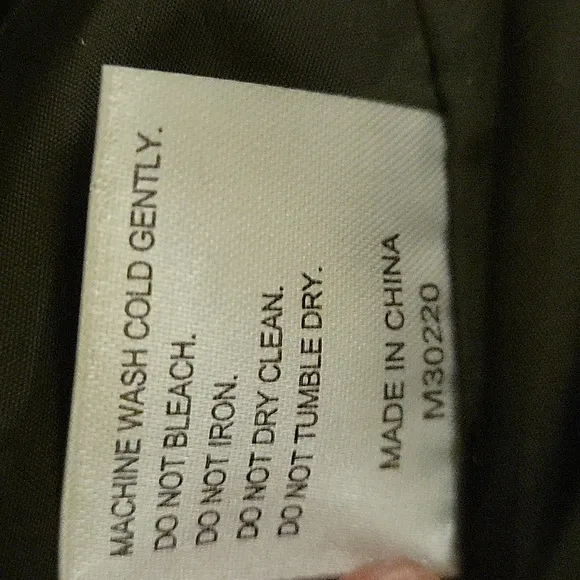 MACHINE WASH COLD GENTLY.
DO NOT BLEACH.
DO NOT IRON.
DO NOT DRY CLEAN.
DO NOT TUMBLE DRY.
MADE IN CHINA
M30220